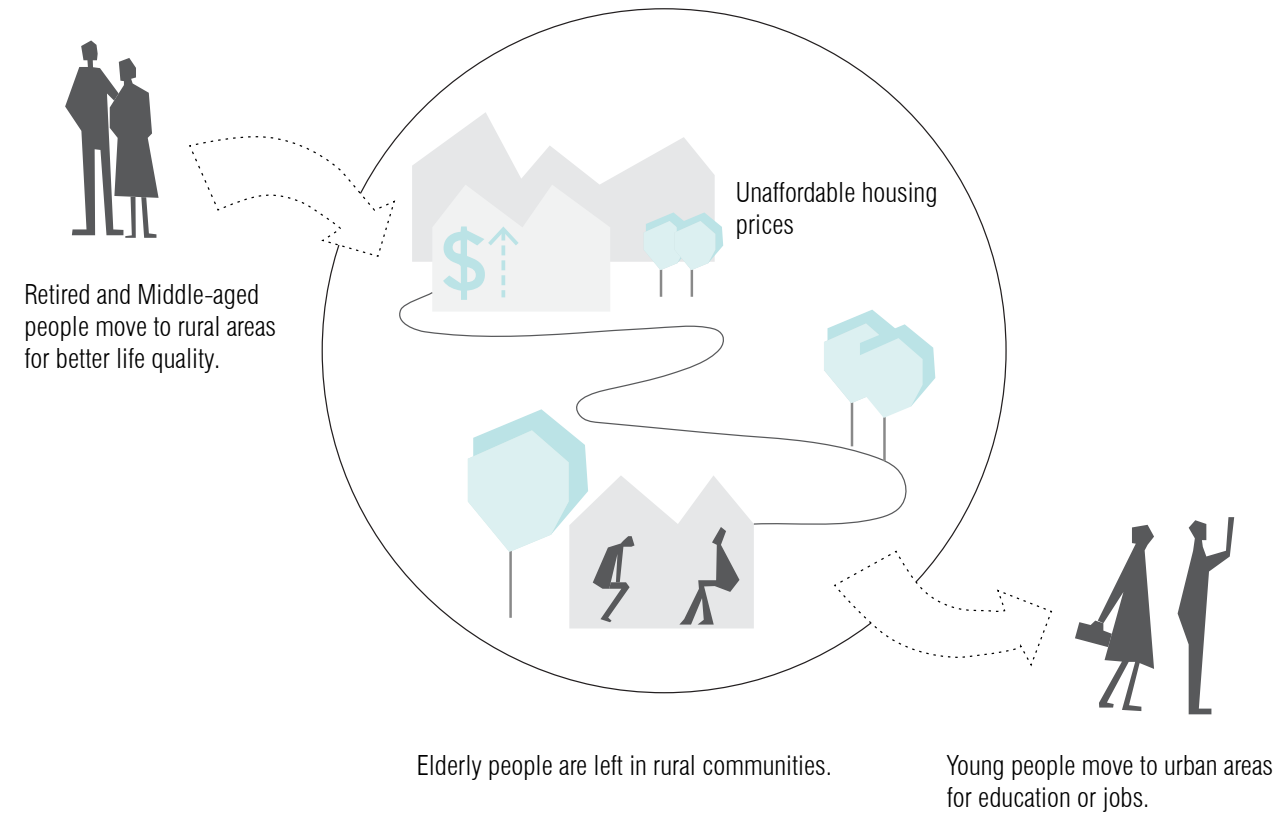 Unaffordable housing
prices
$
Retired and Middle-aged
people move to rural areas
for better life quality.
Elderly people are left in rural communities.
Young people move to urban areas
for education or jobs.